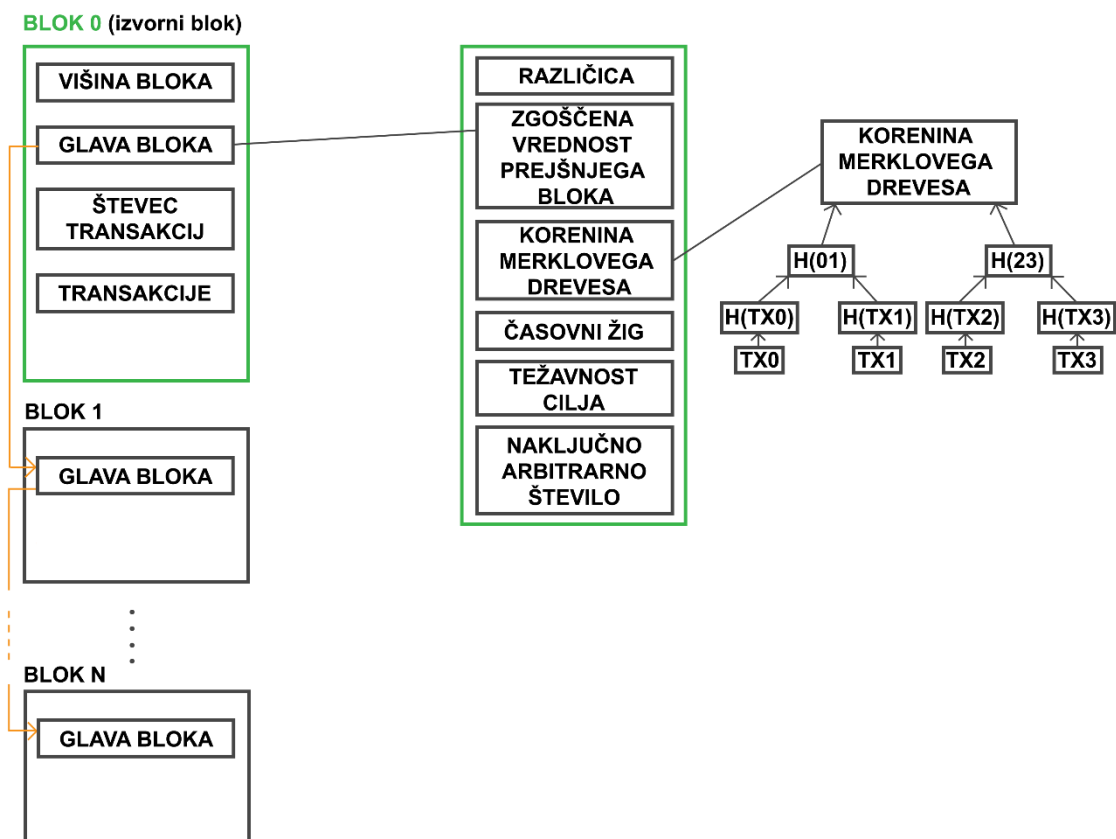 BLOK 0 (izvorni blok)
VIŠINA BLOKA
GLAVA BLOKA
ŠTEVEC
TRANSAKCIJ
TRANSAKCIJE
RAZLIČICA
ZGOŠČENA
VREDNOST
PREJŠNJEGA
BLOKA
KORENINA
MERKLOVEGA
DREVESA
ČASOVNI ŽIG
TEŽAVNOST
CILJA
NAKLJUČNO
ARBITRARNO
ŠTEVILO
KORENINA
MERKLOVEGA
DREVESA
H(01)
H(23)
H(TX0)
H(TX1)
H(TX2)
H(TX3)
TX0
TX1
TX2
TX3
BLOK 1
GLAVA BLOKA
BLOK N
GLAVA BLOKA